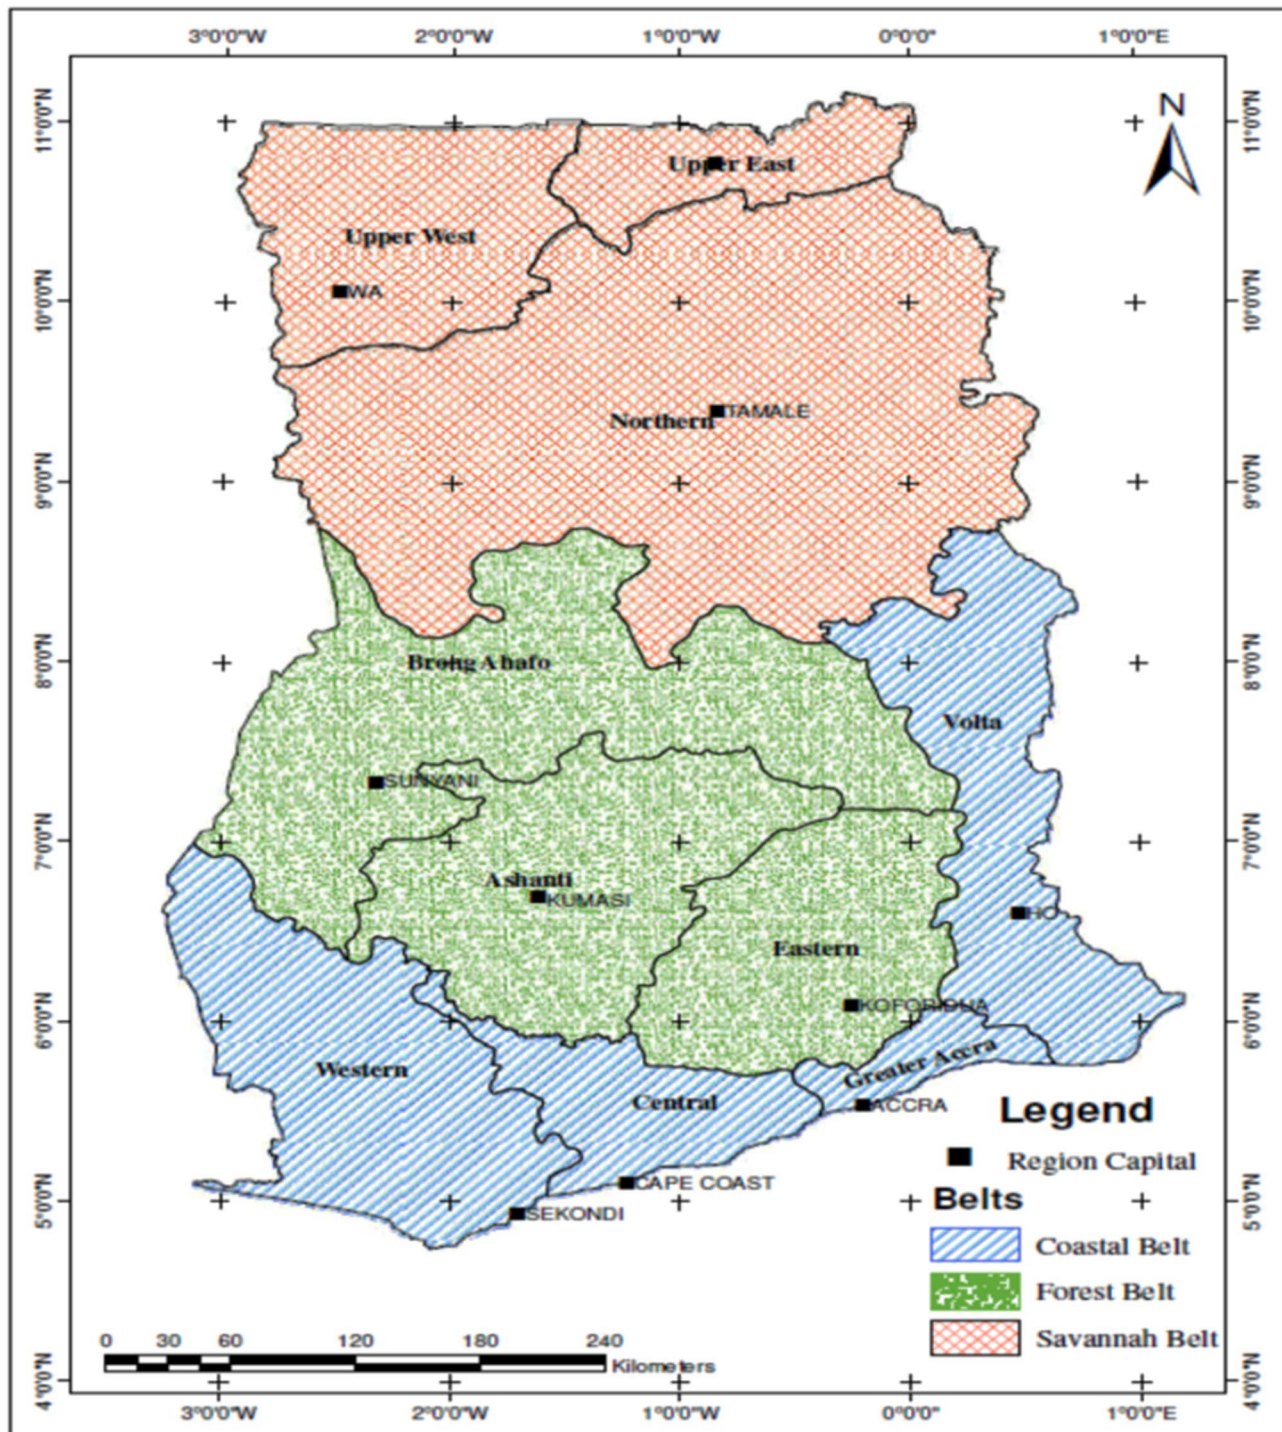 3°0'0"W 2°0'0"W 1°0'0"W 0°0'0" 1°0'0"E
N
11°0'0"N 11°0'0"N
Upper East
Upper West
WA
10°0'0"N 10°0'0"N
TAMALE
Northern
9°0'0"N 9°0'0"N
Brong Ahafo
8°0'0"N 8°0'0"N
Volta
SUNYANI
7°0'0"N 7°0'0"N
Ashanti
KUMASI
HO
Eastern
KOFORIDUA
6°0'0"N 6°0'0"N
Western
Greater Accra
Central
ACCRA
Legend
Region Capital
CAPE COAST
SEKONDI
5°0'0"N 5°0'0"N
Belts
Coastal Belt
Forest Belt
Savannah Belt
0 30 60 120 180 240
Kilometers
4°0'0"N 4°0'0"N
3°0'0"W 2°0'0"W 1°0'0"W 0°0'0" 1°0'0"E